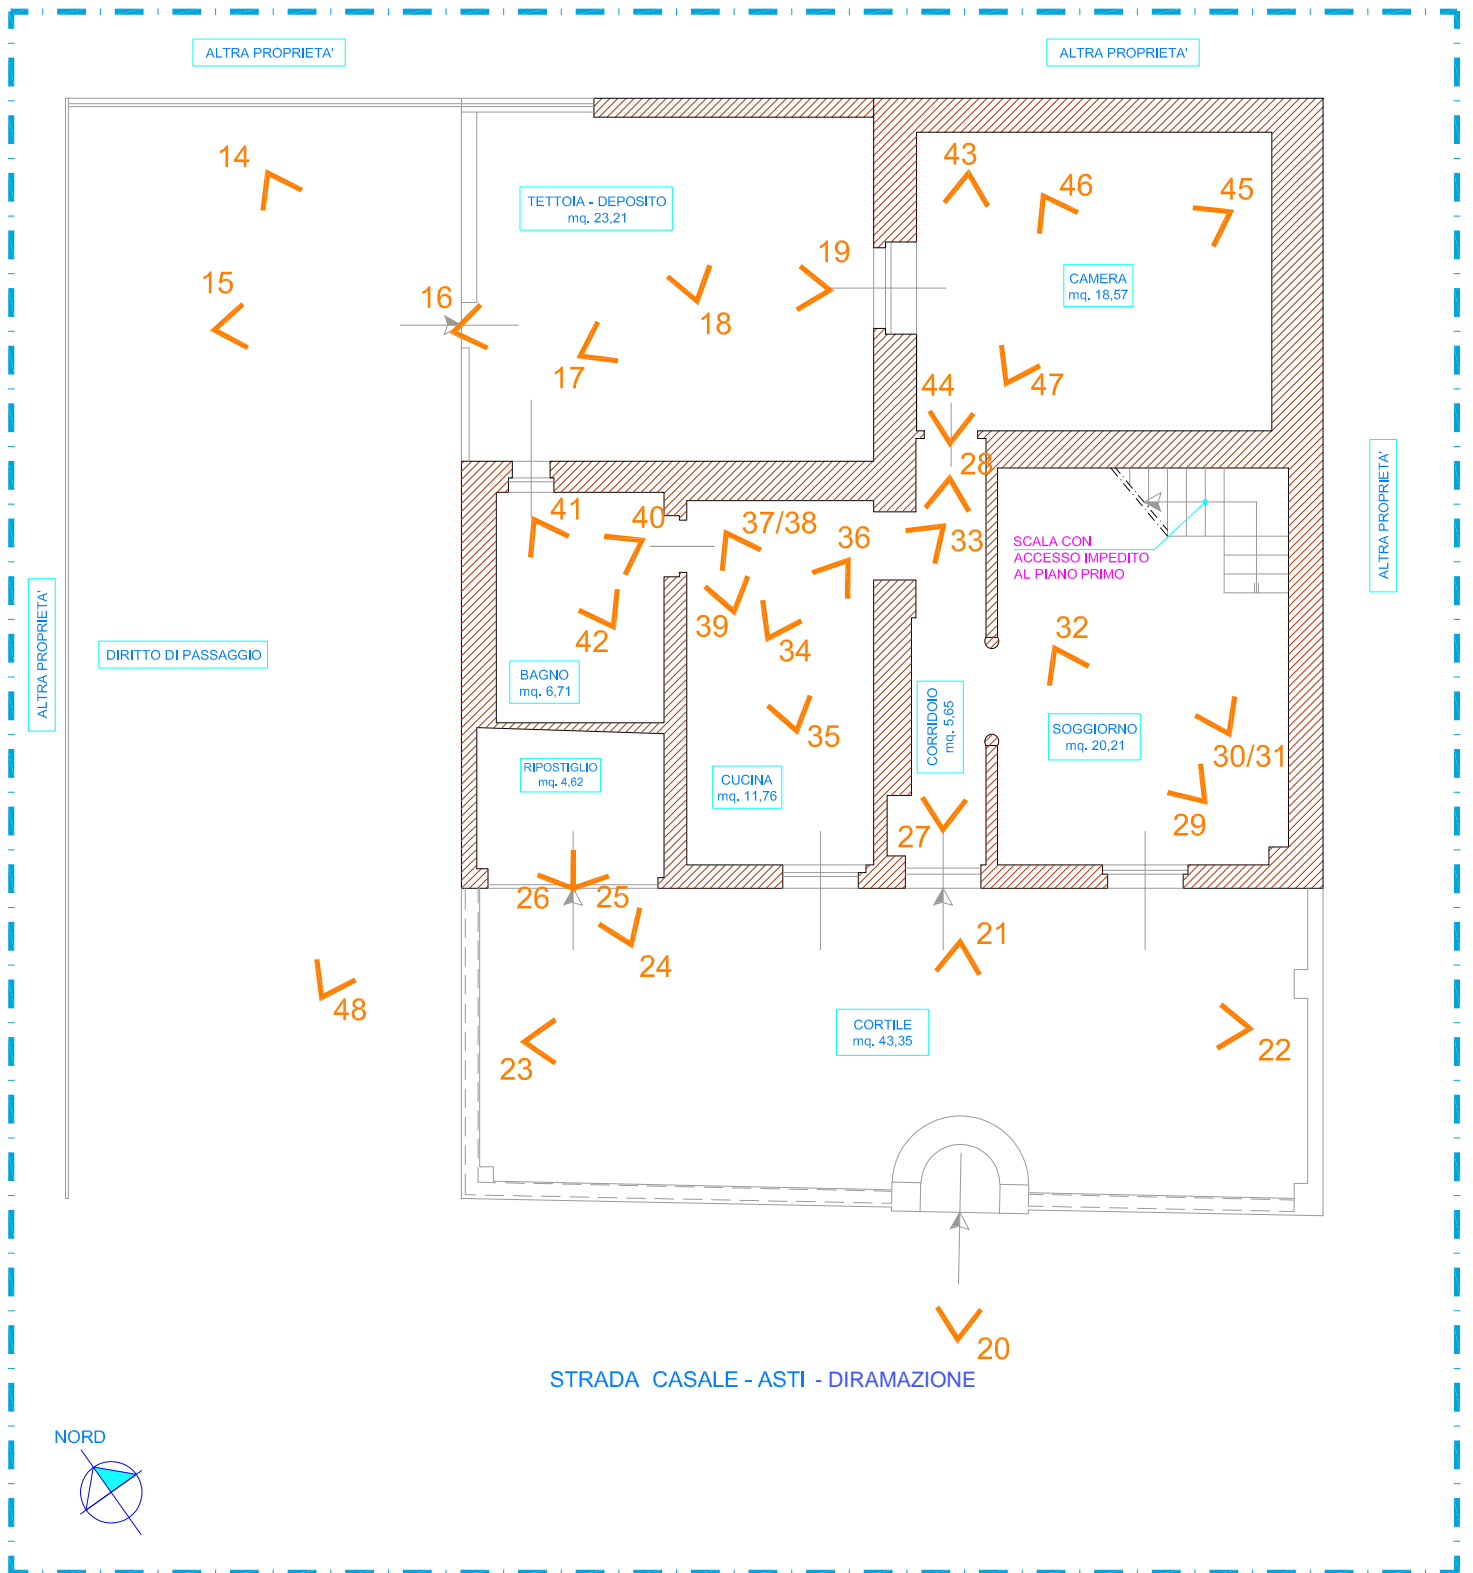 ALTRA PROPRIETA'
ALTRA PROPRIETA'
14
43
46
45
TETTOIA - DEPOSITO
mq. 23,21
19
15
16
CAMERA
mq. 18,57
18
17
44
47
28
41
40
37/38
36
33
SCALA CON
ACCESSO IMPEDITO
AL PIANO PRIMO
ALTRA PROPRIETA'
ALTRA PROPRIETA'
39
42
34
32
DIRITTO DI PASSAGGIO
BAGNO
mq. 6,71
35
CORRIDOIO
mq. 5,65
SOGGIORNO
mq. 20,21
30/31
RIPOSTIGLIO
mq. 4,62
CUCINA
mq. 11,76
27
29
26
25
21
24
48
CORTILE
mq. 43,35
22
23
20
STRADA CASALE - ASTI - DIRAMAZIONE
NORD